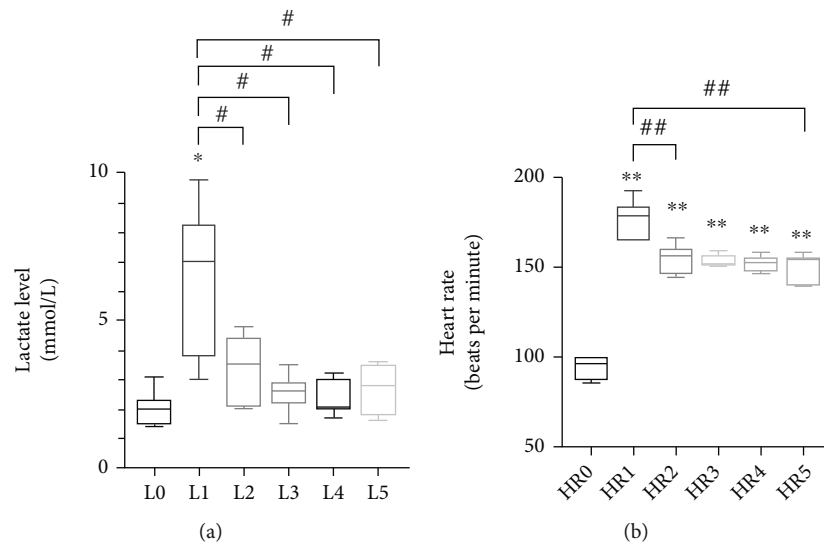 #
#
#
#
*
10
5
0
Lactate level
(mmol/L)
L0 L1 L2 L3 L4 L5
(a)
##
##
**
**
**
**
**
200
150
100
50
Heart rate
(beats per minute)
HR0 HR1 HR2 HR3 HR4 HR5
(b)